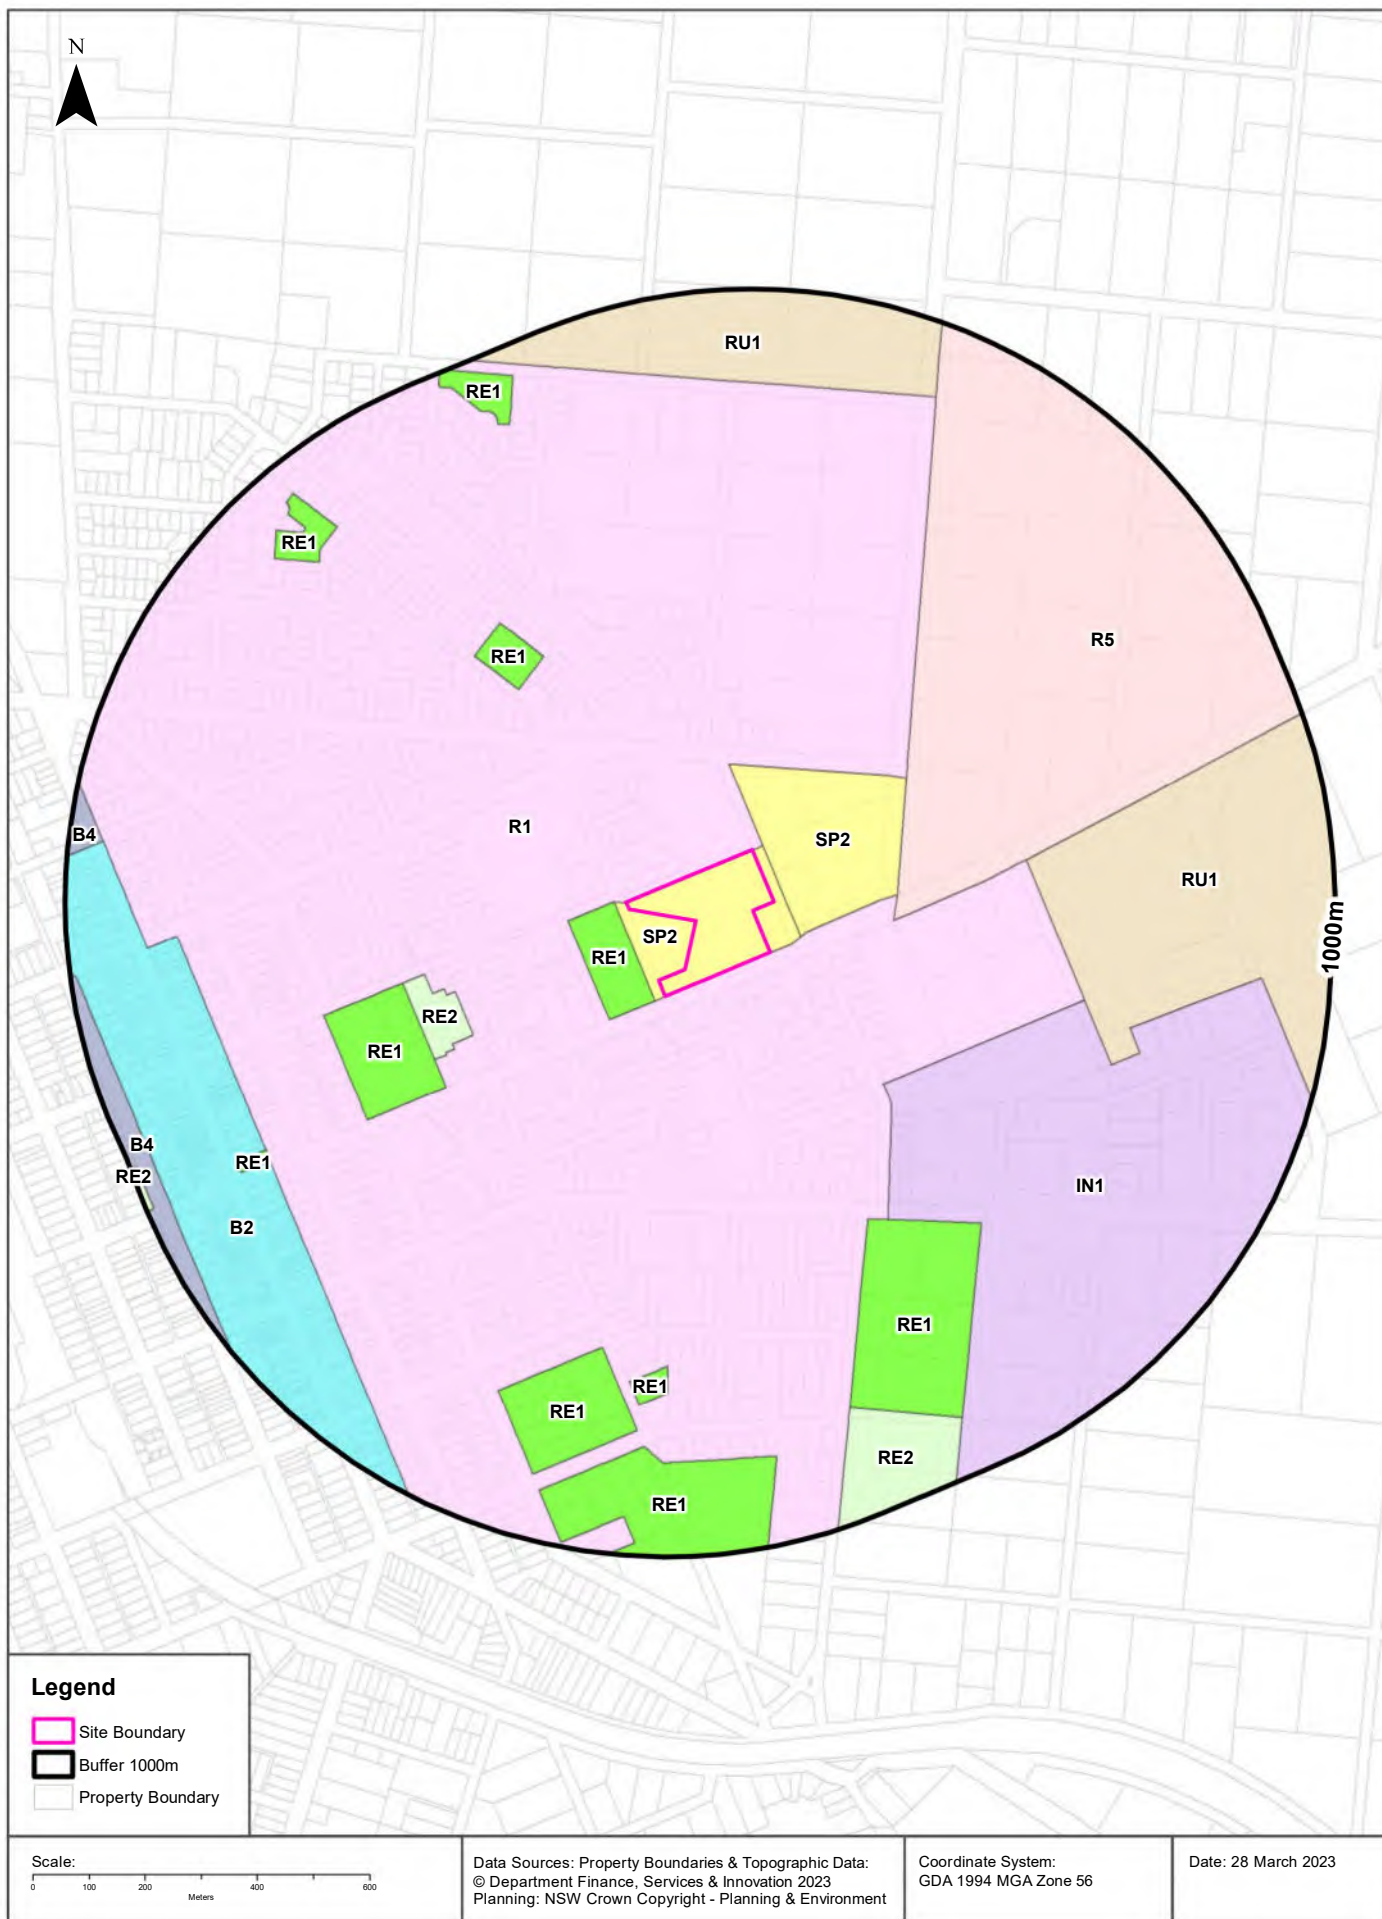 N
RU1
RE1
RE1
R5
RE1
R1
B4
SP2
RU1
1000m
SP2
RE1
RE2
RE1
B4
RE1
RE2
IN1
B2
RE1
RE1
RE1
RE2
RE1
Legend
Site Boundary
Buffer 1000m
Property Boundary
Scale:
0 100 200 400 600
Meters
Data Sources: Property Boundaries & Topographic Data:
© Department Finance, Services & Innovation 2023
Planning: NSW Crown Copyright - Planning & Environment
Coordinate System:
GDA 1994 MGA Zone 56
Date: 28 March 2023